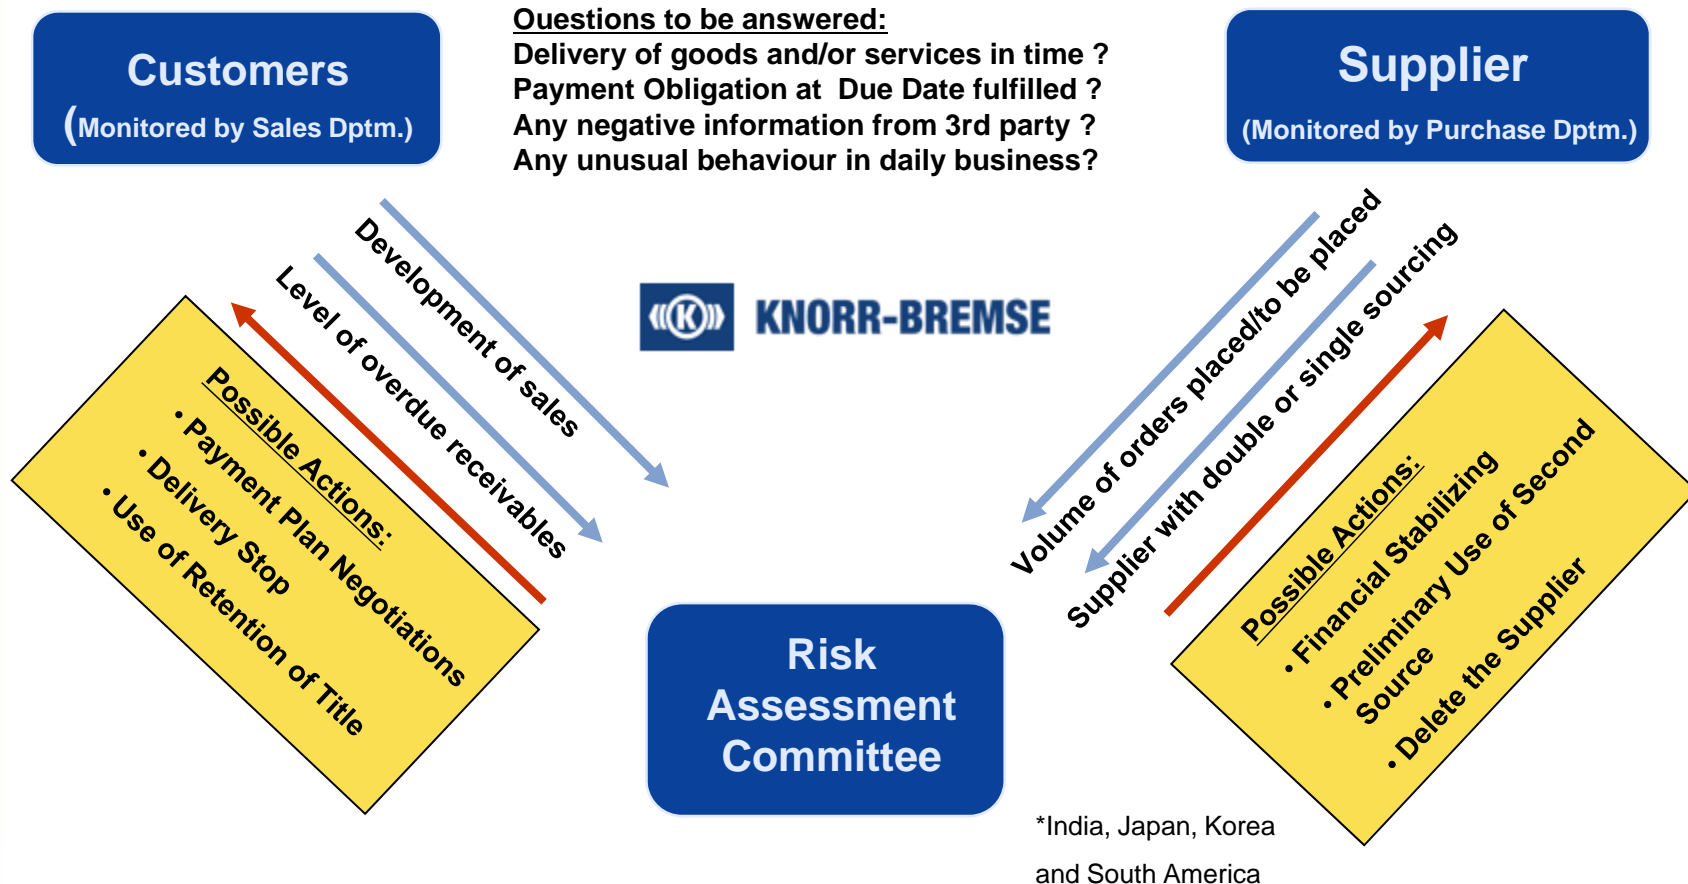 Customers
(Monitored by Sales Dptm.)
Questions to be answered:
Delivery of goods and/or services in time ?
Payment Obligation at  Due Date fulfilled ?
Any negative information from 3rd party ?
Any unusual behaviour in daily business?
Supplier
(Monitored by Purchase Dptm.)
Development of sales
Level of overdue receivables
Possible Actions:
• Payment Plan Negotiations
• Delivery Stop
• Use of Retention of Title
((K)) KNORR-BREMSE
Volume of orders placed/to be placed
Supplier with double or single sourcing
Possible Actions:
• Financial Stabilizing
• Preliminary Use of Second
Source
• Delete the Supplier
Risk
Assessment
Committee
*India, Japan, Korea
and South America